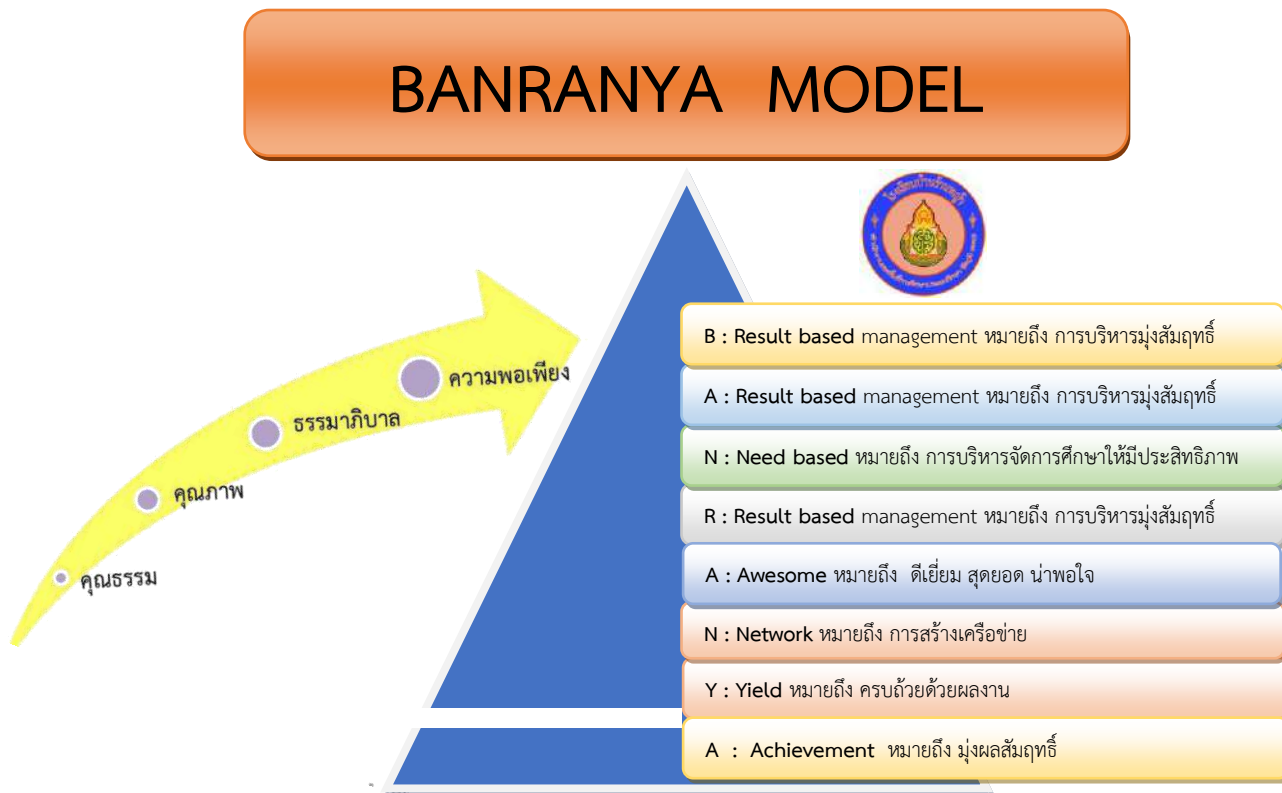 BANRANYA MODEL
B : Result based management หมายถึง การบริหารมุ่งสัมฤทธิ์
A : Result based management หมายถึง การบริหารมุ่งสัมฤทธิ์
N : Need based หมายถึง การบริหารจัดการศึกษาให้มีประสิทธิภาพ
R : Result based management หมายถึง การบริหารมุ่งสัมฤทธิ์
A : Awesome หมายถึง ดีเยี่ยม สุดยอด น่าพอใจ
N : Network หมายถึง การสร้างเครือข่าย
Y : Yield หมายถึง ครบถ้วยด้วยผลงาน
A : Achievement หมายถึง มุ่งผลสัมฤทธิ์
ความพอเพียง
ธรรมาภิบาล
คุณภาพ
คุณธรรม